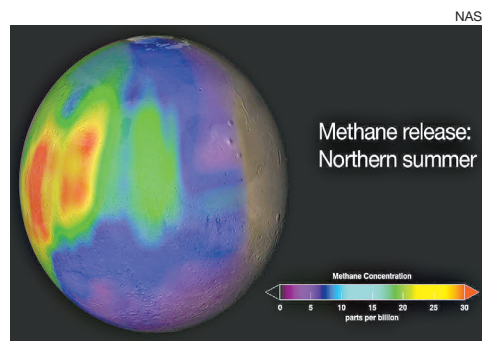 NAS
Methane release:
Northern summer
Methane Concentration
0 5 10 15 20 25 30
parts per billion